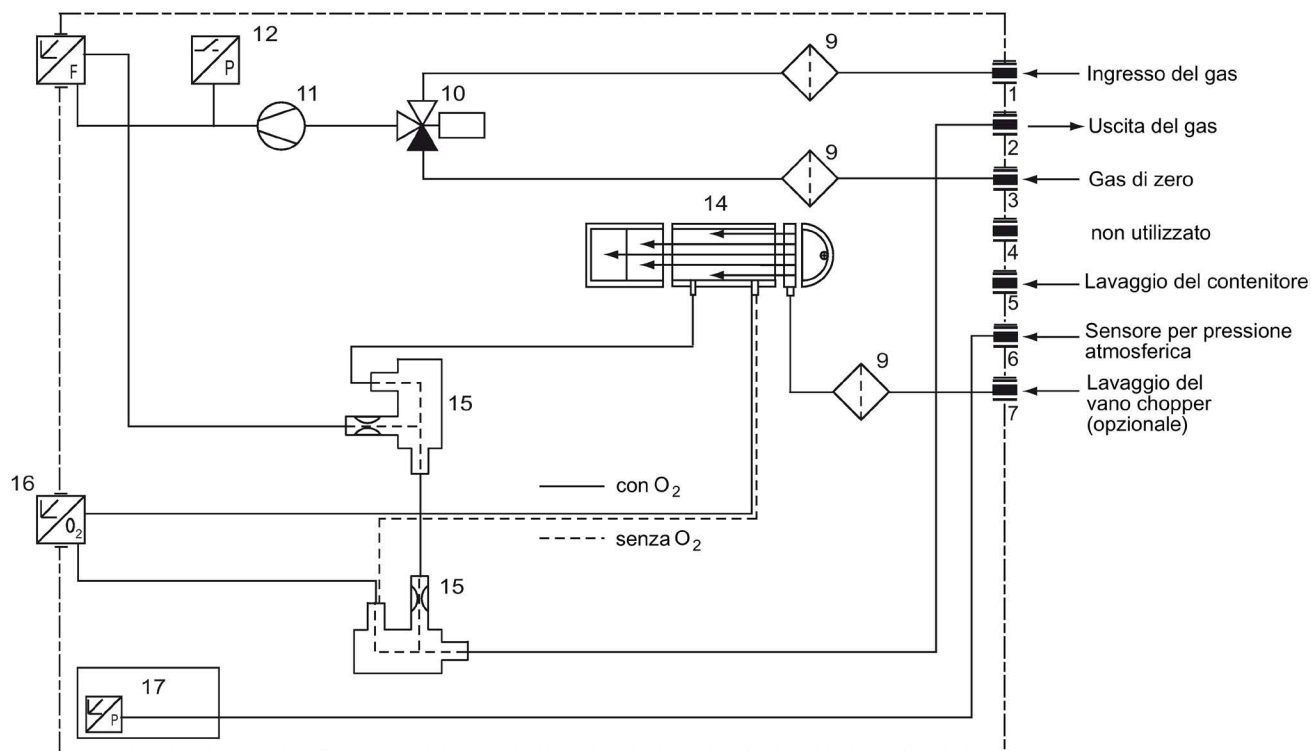 12
F
P
11
10
9
1
Ingresso del gas
2
Uscita del gas
9
3
Gas di zero
14
4
non utilizzato
5
Lavaggio del contenitore
6
Sensore per pressione
atmosferica
9
7
Lavaggio del
vano chopper
(opzionale)
15
16
O2
con O2
senza O2
15
17
P